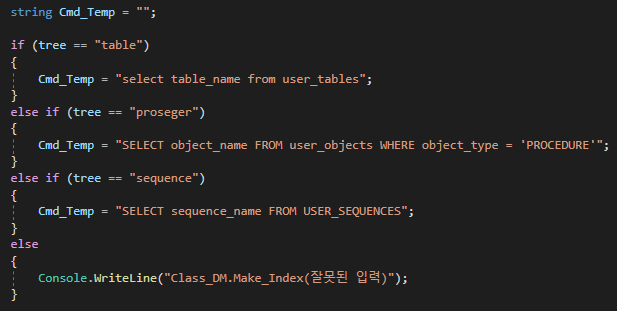 string Cmd_Temp = "";
if (tree == "table")
{
Cmd_Temp = "select table_name from user_tables";
}
else if (tree == "proseger")
{
Cmd_Temp = "SELECT object_name FROM user_objects WHERE object_type = 'PROCEDURE'";
}
else if (tree == "sequence")
{
Cmd_Temp = "SELECT sequence_name FROM USER_SEQUENCES";
}
else
{
Console.WriteLine("Class_DM.Make_Index(잘못된 입력)");
}